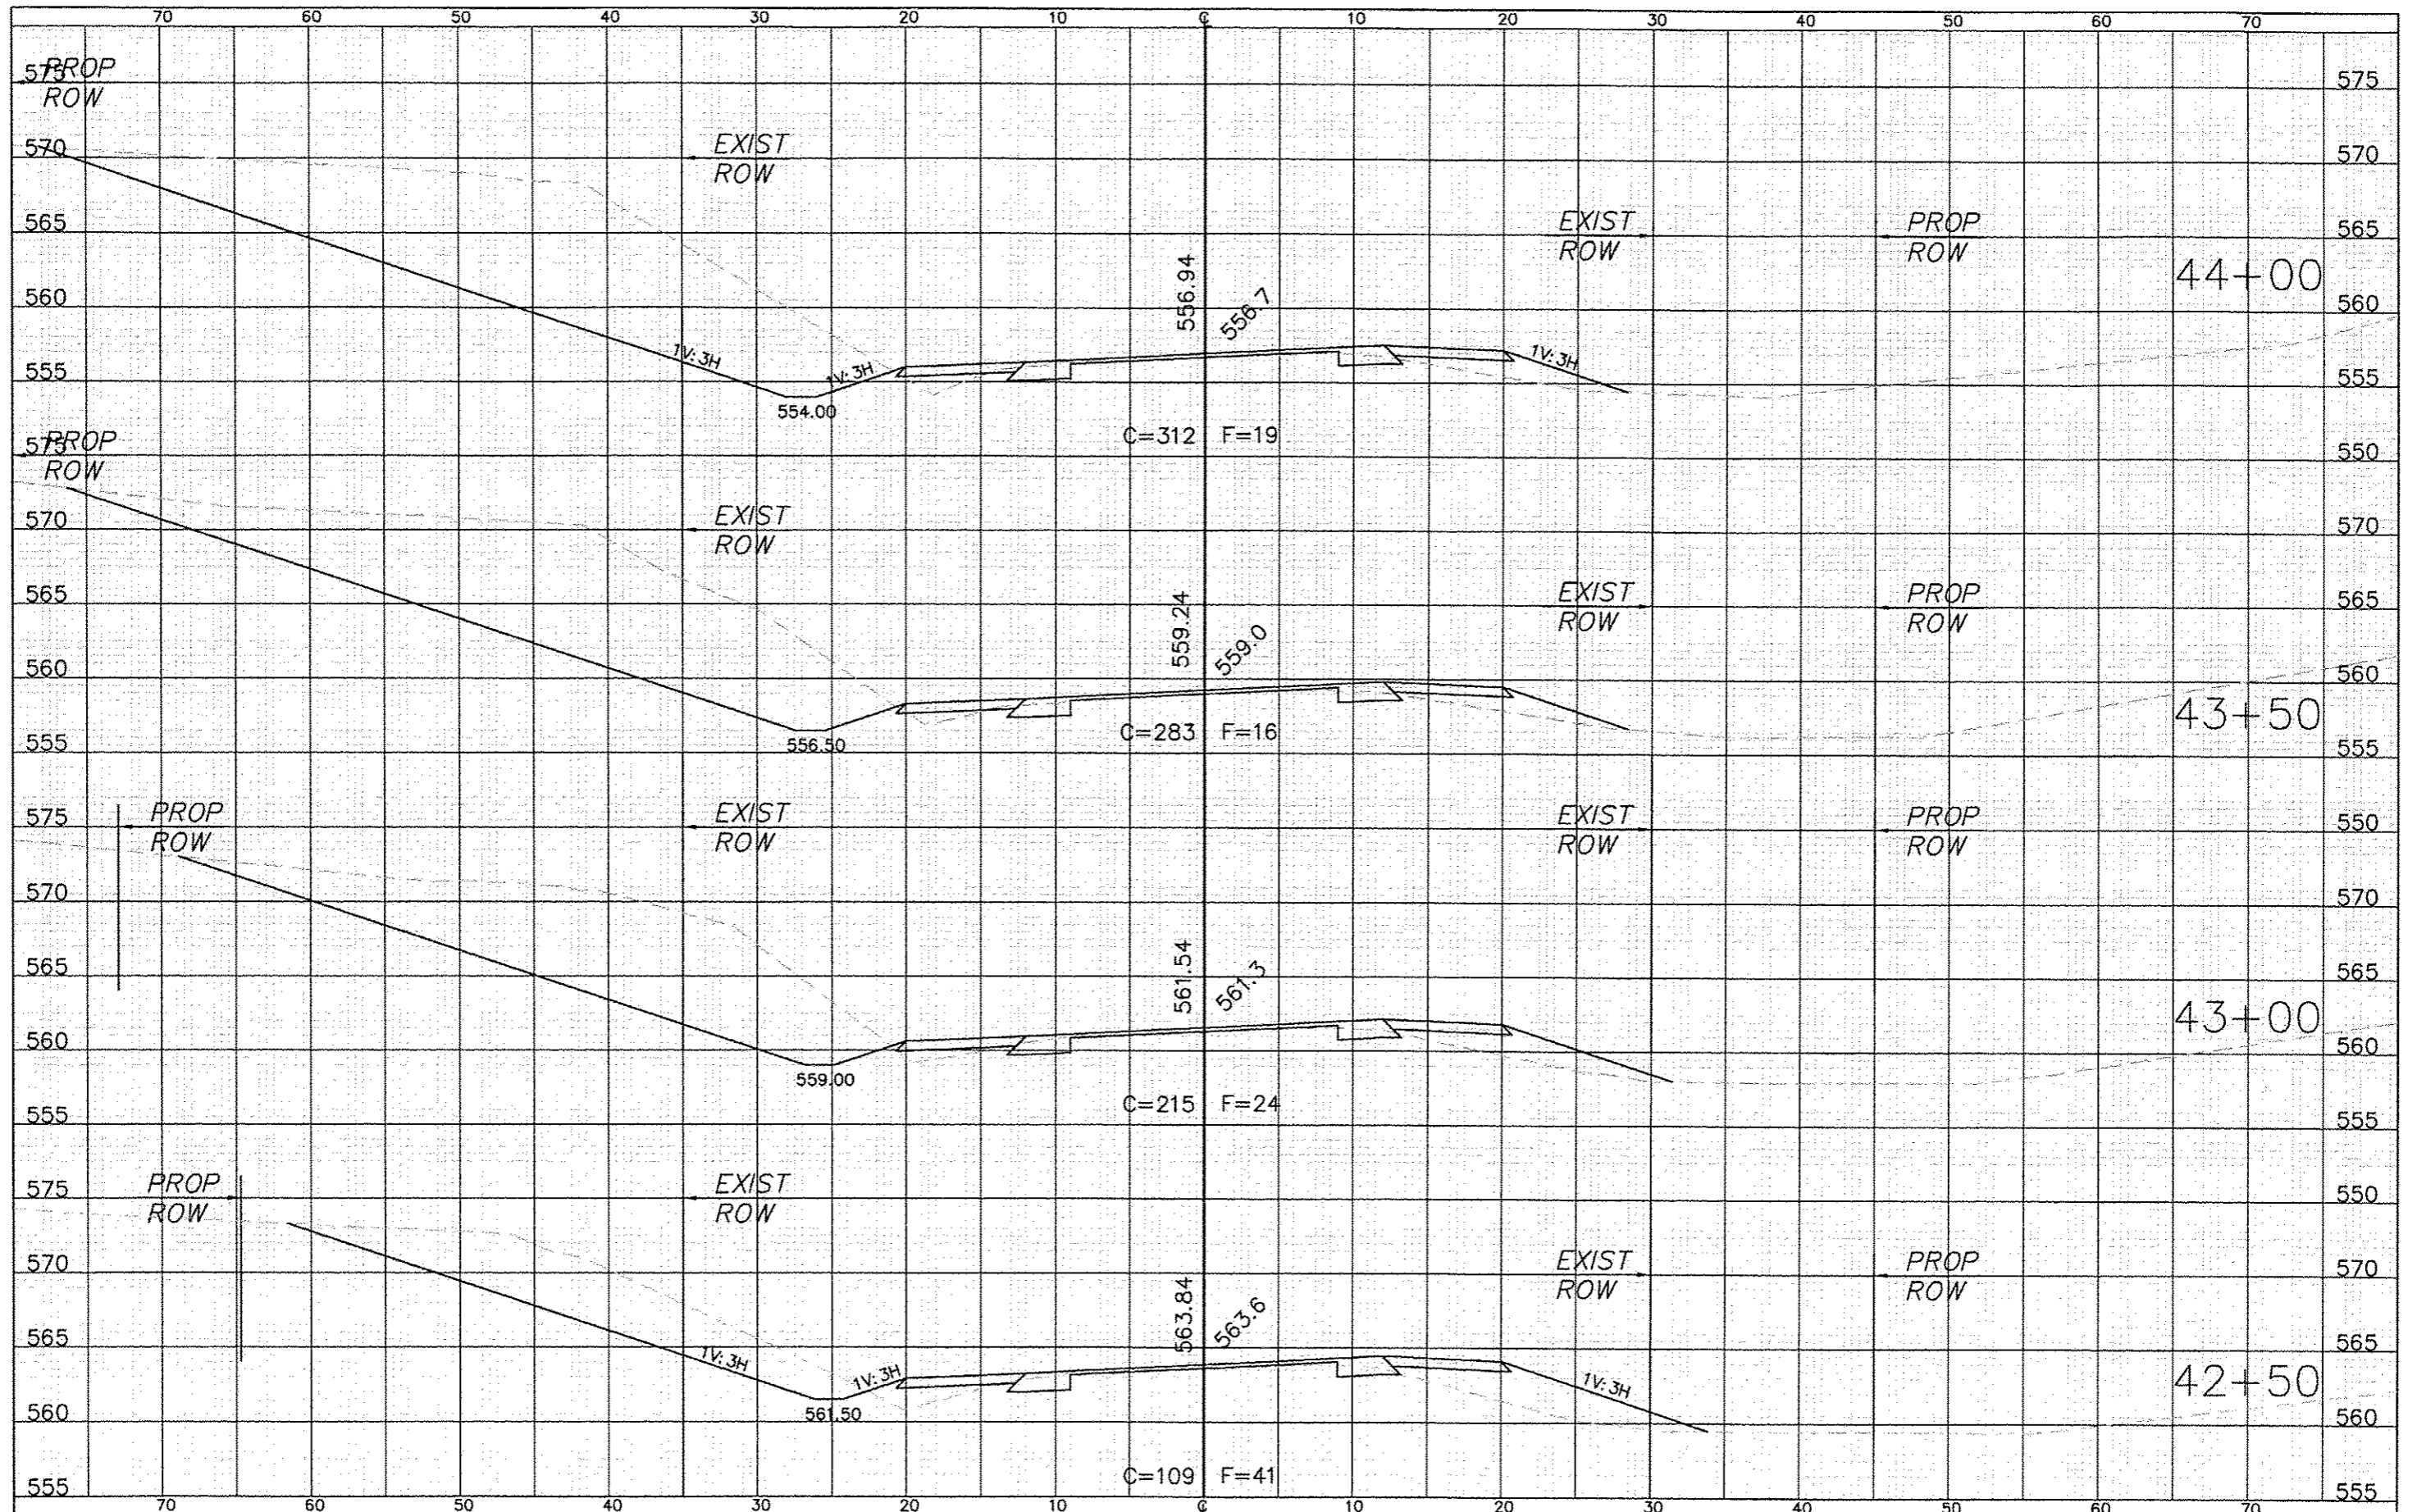 70 60 50 40 30 20 10 ℄ 10 20 30 40 50 60 70
575 PROP ROW 575
570 EXIST ROW 570
565 EXIST ROW PROP ROW 565
44+00
560 556.94 556.7 560
1V:3H 1V:3H 1V:3H
555 555
554.00
C=312 F=19
575 PROP ROW 550
570 EXIST ROW 570
565 EXIST ROW PROP ROW 565
559.24 559.0
560 560
43+50
556.50 C=283 F=16
555 555
575 PROP ROW EXIST ROW EXIST ROW PROP ROW 550
570 570
565 561.54 561.3 565
43+00
560 560
559.00
C=215 F=24
555 555
575 PROP ROW EXIST ROW 550
570 EXIST ROW PROP ROW 570
563.84 563.6
565 565
1V:3H 1V:3H 1V:3H
42+50
561.50
560 560
C=109 F=41
555 555
70 60 50 40 30 20 10 ℄ 10 20 30 40 50 60 70